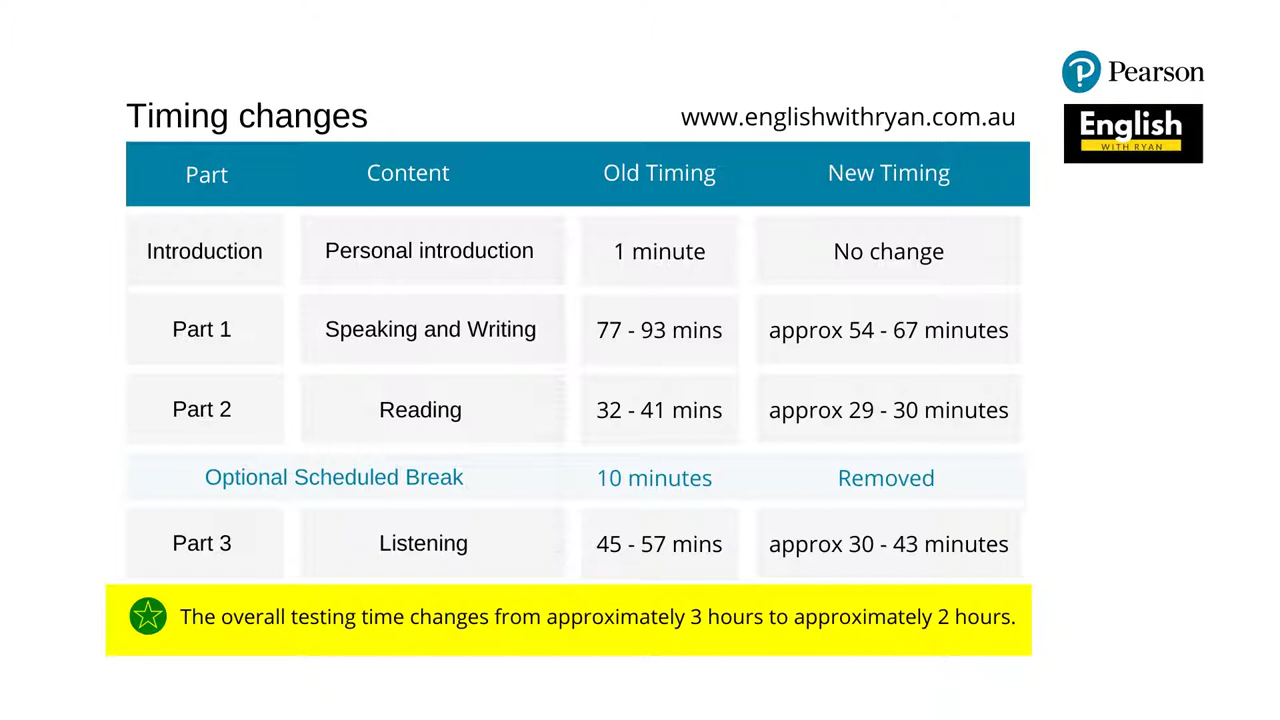 Pearson
Timing changes www.englishwithryan.com.au
English
WITH RYAN
Part Content Old Timing New Timing
Introduction Personal introduction 1 minute No change
Part 1 Speaking and Writing 77 - 93 mins approx 54 - 67 minutes
Part 2 Reading 32 - 41 mins approx 29 - 30 minutes
Optional Scheduled Break 10 minutes Removed
Part 3 Listening 45 - 57 mins approx 30 - 43 minutes
The overall testing time changes from approximately 3 hours to approximately 2 hours.